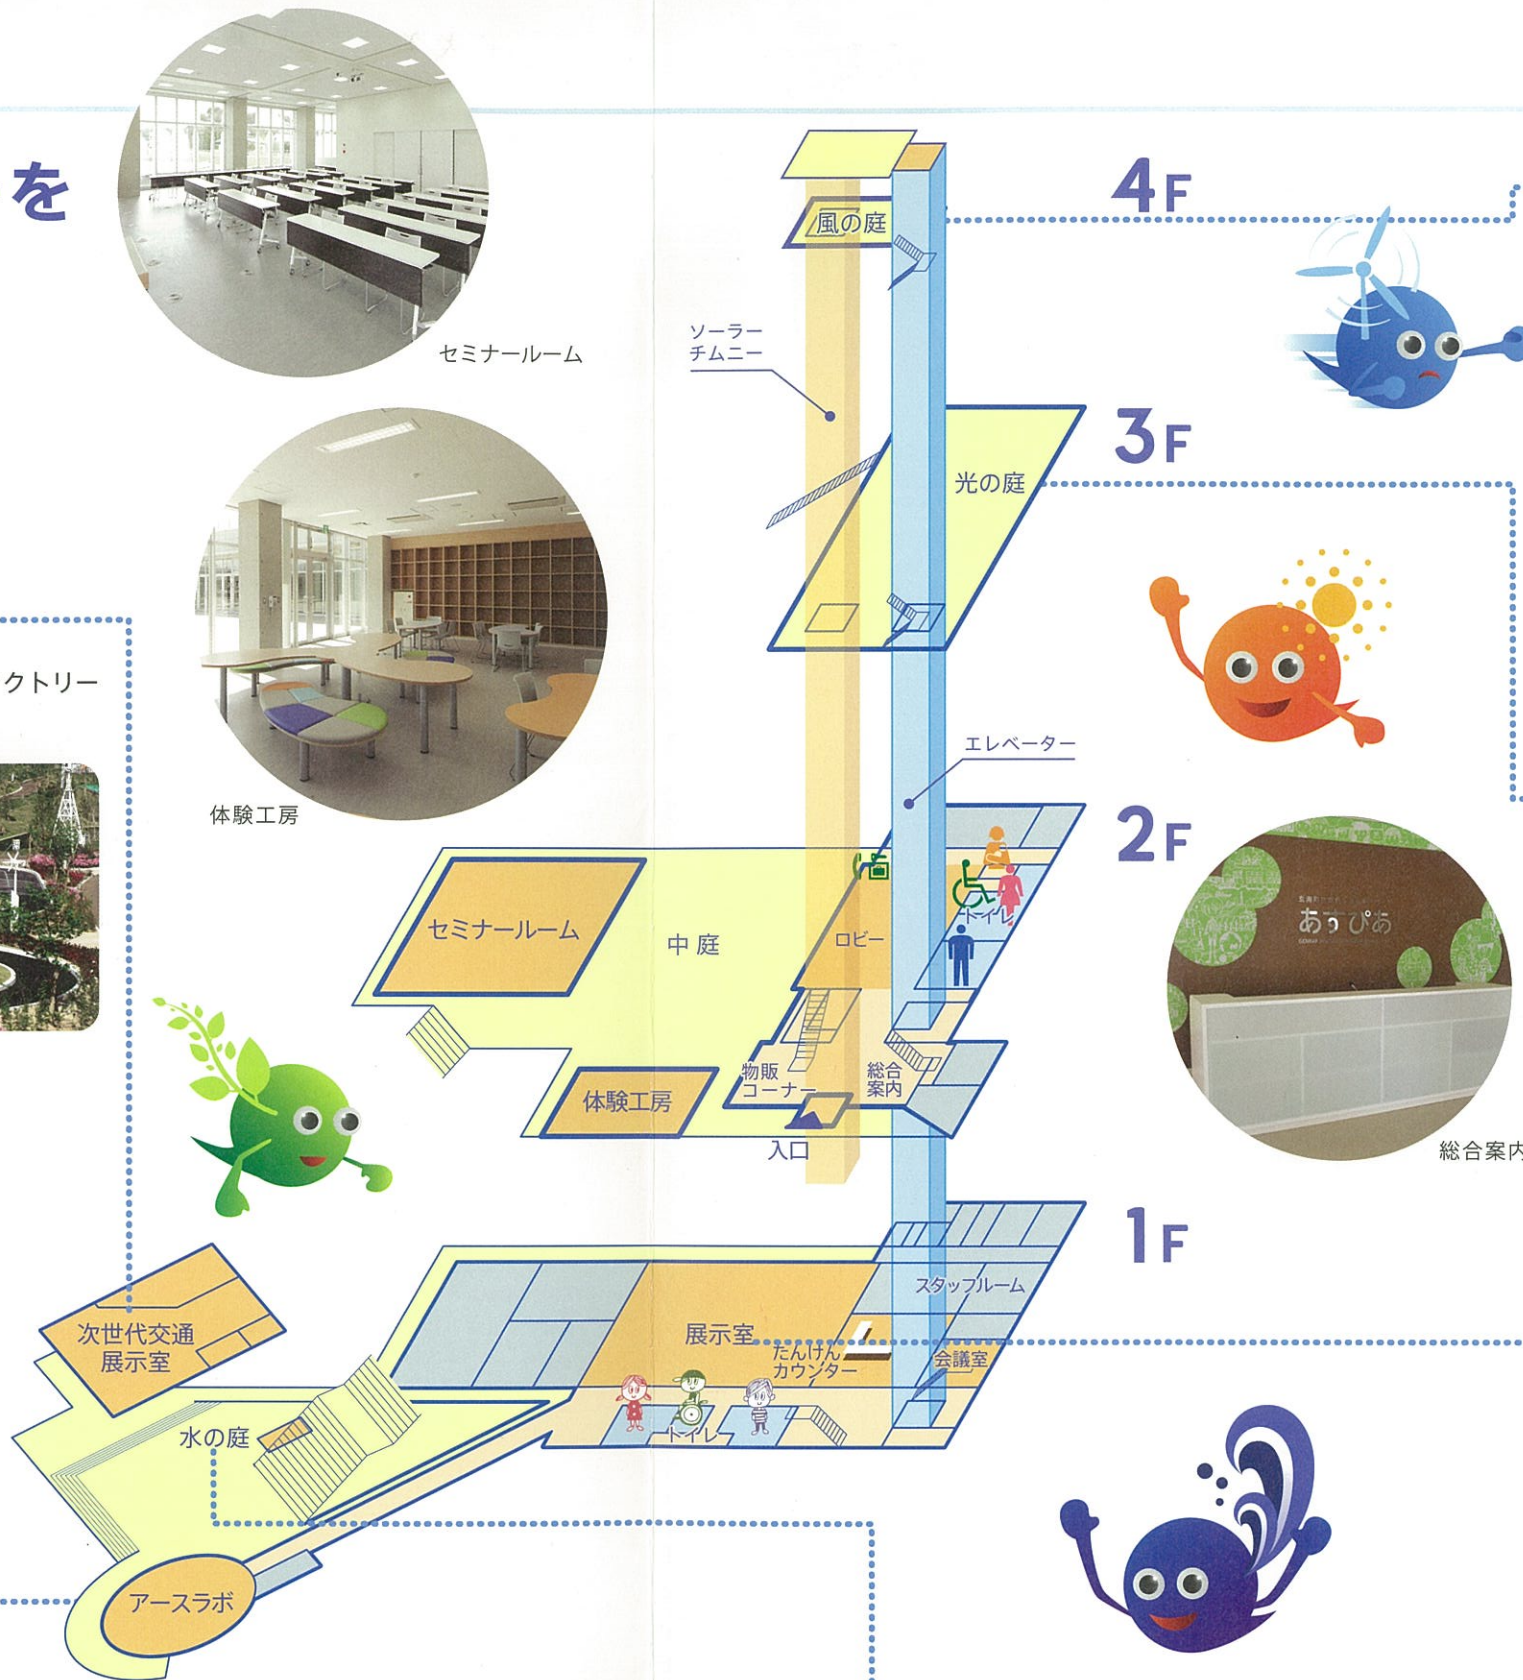 を
セミナールーム
4F
風の庭
ソーラー
チムニー
3F
光の庭
クトリー
体験工房
エレベーター
2F
セミナールーム
中庭
ロビー
トイレ
あすぴあ
物販
コーナー
総合
案内
体験工房
入口
総合案内
1F
スタッフルーム
次世代交通
展示室
展示室
たんけん
カウンター
会議室
水の庭
トイレ
アースラボ